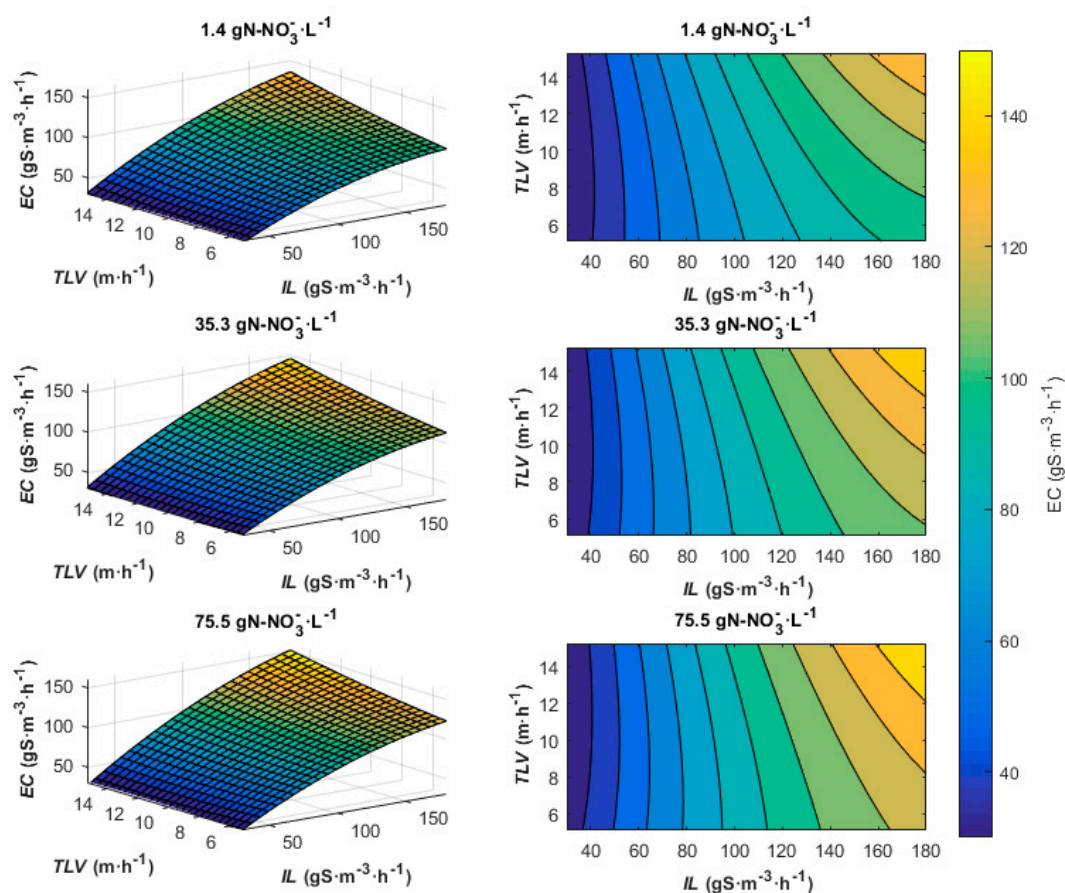 1.4 gN-NO₃⁻·L⁻¹
150
100
50
EC (gS·m⁻³·h⁻¹)
14 12 10 8 6
50 100 150
TLV (m·h⁻¹)
IL (gS·m⁻³·h⁻¹)
1.4 gN-NO₃⁻·L⁻¹
14
12
10
8
6
TLV (m·h⁻¹)
40 60 80 100 120 140 160 180
IL (gS·m⁻³·h⁻¹)
35.3 gN-NO₃⁻·L⁻¹
150
100
50
EC (gS·m⁻³·h⁻¹)
14 12 10 8 6
50 100 150
TLV (m·h⁻¹)
IL (gS·m⁻³·h⁻¹)
35.3 gN-NO₃⁻·L⁻¹
14
12
10
8
6
TLV (m·h⁻¹)
40 60 80 100 120 140 160 180
IL (gS·m⁻³·h⁻¹)
75.5 gN-NO₃⁻·L⁻¹
150
100
50
EC (gS·m⁻³·h⁻¹)
14 12 10 8 6
50 100 150
TLV (m·h⁻¹)
IL (gS·m⁻³·h⁻¹)
75.5 gN-NO₃⁻·L⁻¹
14
12
10
8
6
TLV (m·h⁻¹)
40 60 80 100 120 140 160 180
IL (gS·m⁻³·h⁻¹)
140
120
100
80
60
40
EC (gS·m⁻³·h⁻¹)